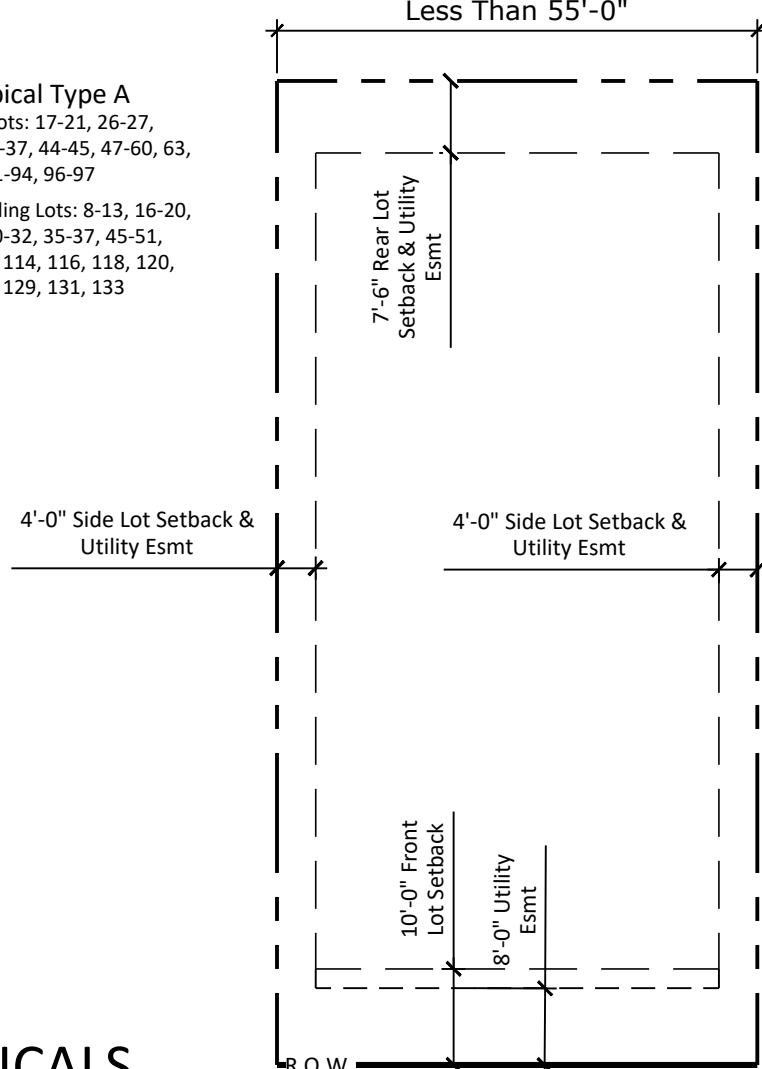 Less Than 55'-0"
pical Type A
ots: 17-21, 26-27,
-37, 44-45, 47-60, 63,
-94, 96-97
ling Lots: 8-13, 16-20,
0-32, 35-37, 45-51,
114, 116, 118, 120,
129, 131, 133
7'-6" Rear Lot
Setback & Utility
Esmt
4'-0" Side Lot Setback &
Utility Esmt
4'-0" Side Lot Setback &
Utility Esmt
10'-0" Front
Lot Setback
8'-0" Utility
Esmt
ICALS
R.O.W.